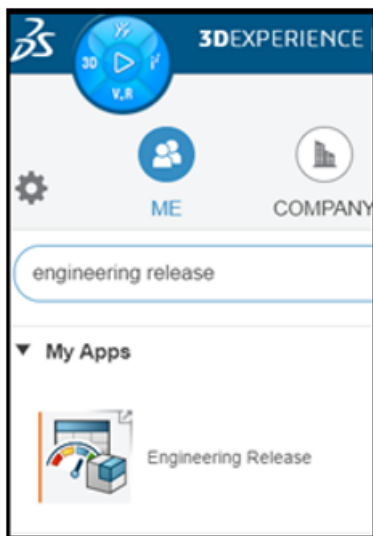 3DEXPERIENCE
3D
V.R
ME
COMPANY
engineering release
My Apps
Engineering Release